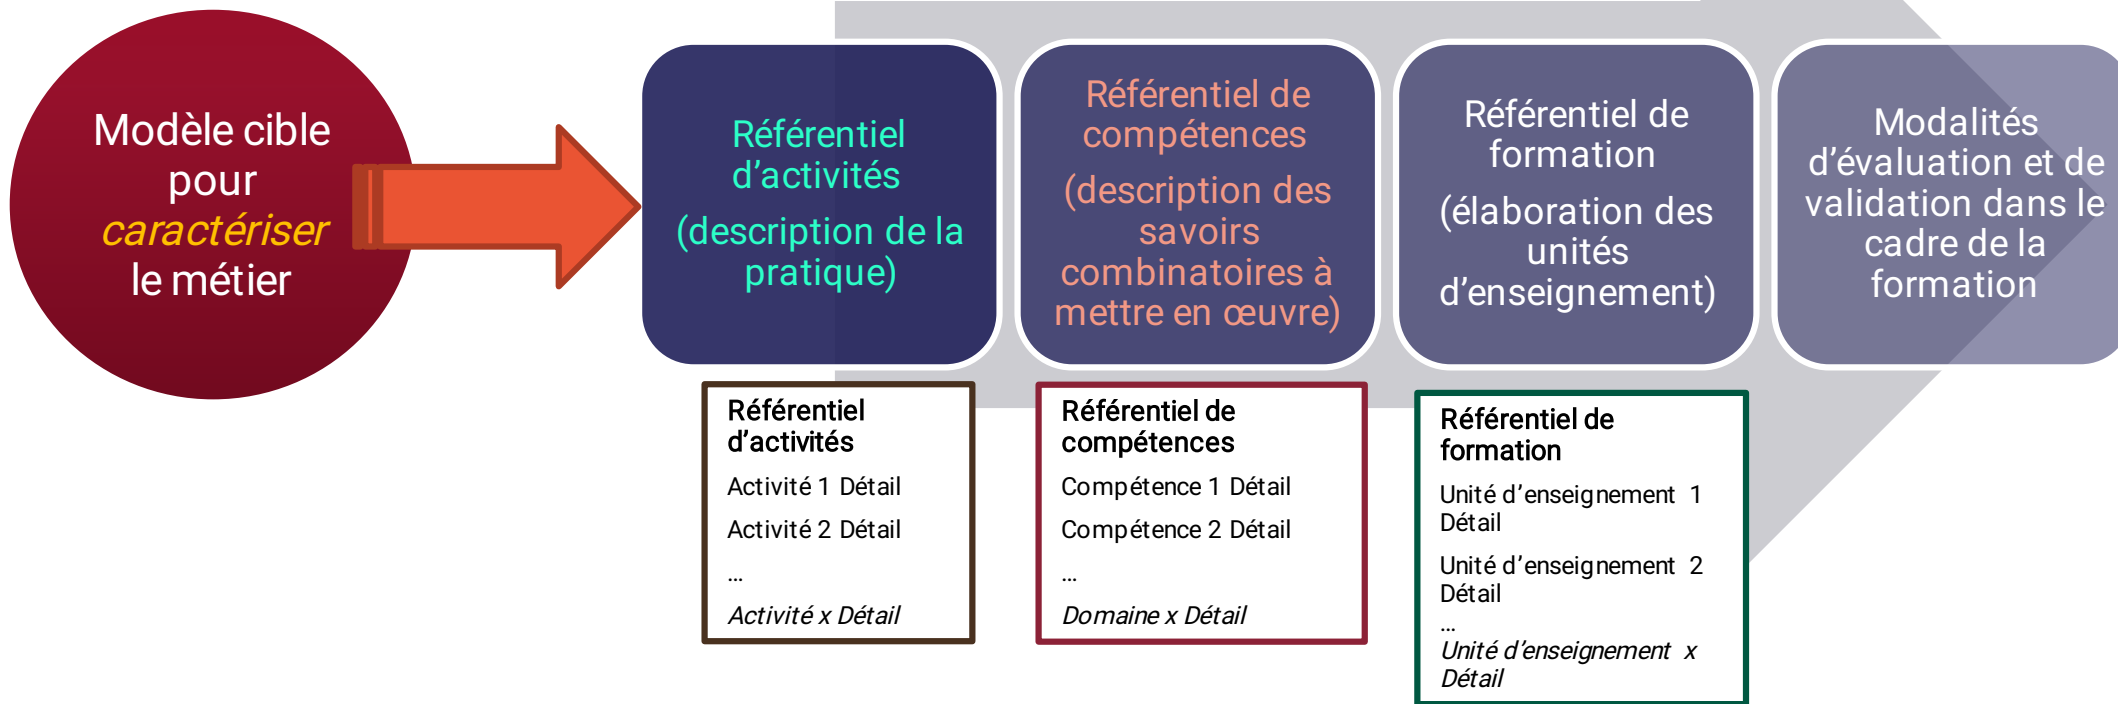 Modèle cible
pour
caractériser
le métier
Référentiel
d’activités
(description de la
pratique)
Référentiel de
compétences
(description des
savoirs
combinatoires à
mettre en œuvre)
Référentiel de
formation
(élaboration des
unités
d’enseignement)
Modalités
d’évaluation et de
validation dans le
cadre de la
formation
Référentiel
d’activités
Activité 1 Détail
Activité 2 Détail
...
Activité x Détail
Référentiel de
compétences
Compétence 1 Détail
Compétence 2 Détail
...
Domaine x Détail
Référentiel de
formation
Unité d’enseignement 1
Détail
Unité d’enseignement 2
Détail
...
Unité d’enseignement x
Détail